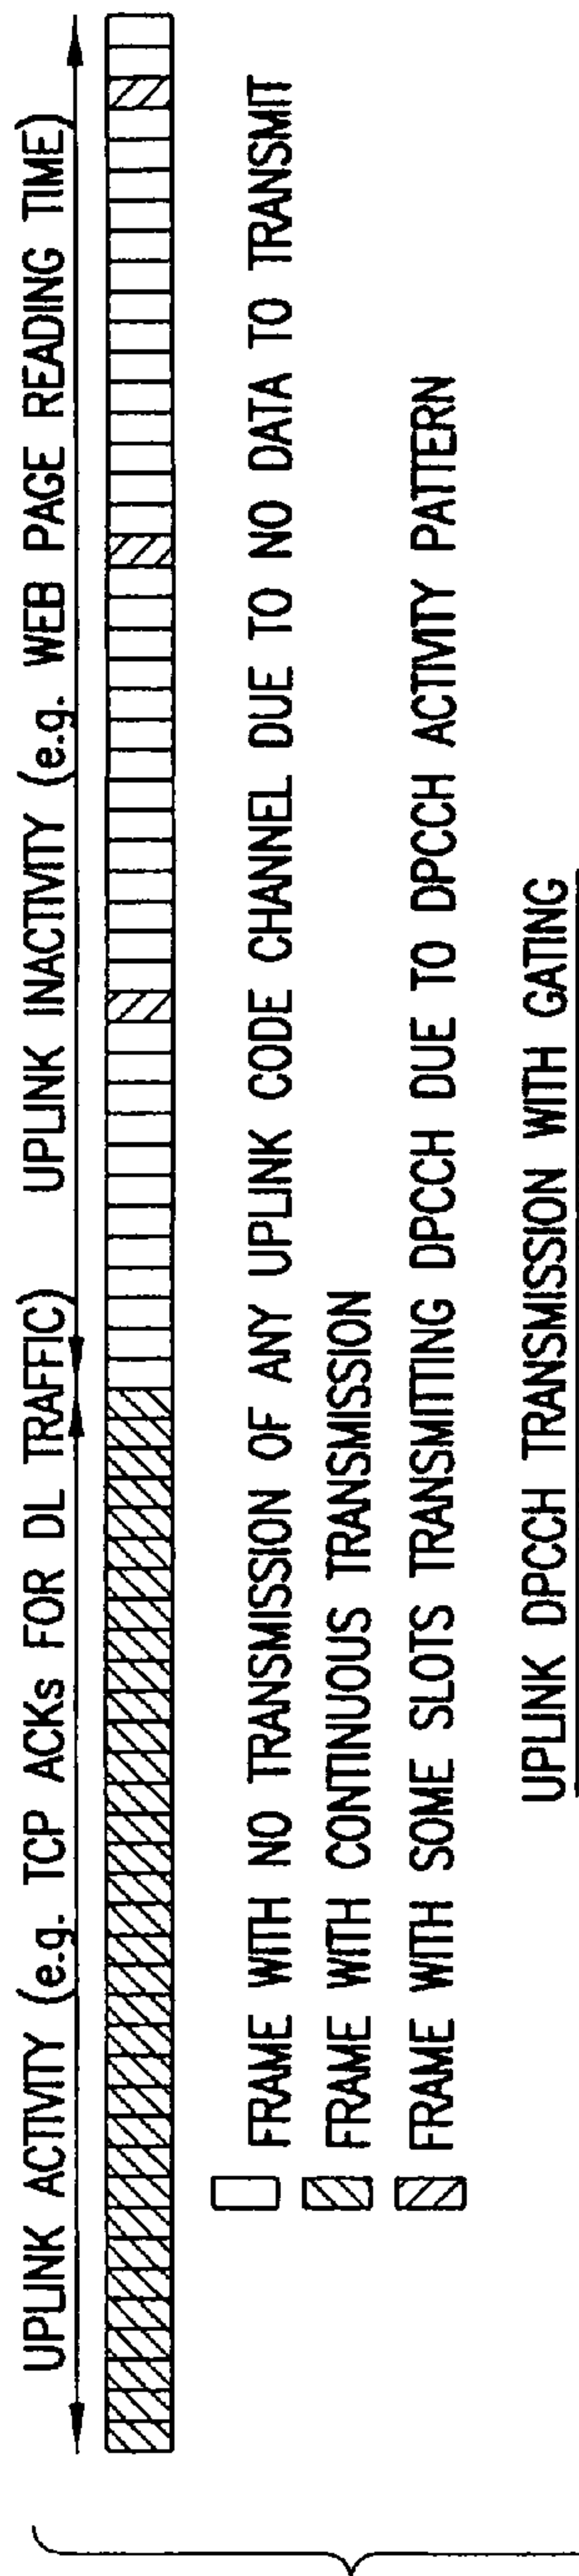 UPLINK ACTIVITY (e.g. TCP ACKs FOR DL TRAFFIC) UPLINK INACTIVITY (e.g. WEB PAGE READING TIME)
FRAME WITH NO TRANSMISSION OF ANY UPLINK CODE CHANNEL DUE TO NO DATA TO TRANSMIT
FRAME WITH CONTINUOUS TRANSMISSION
FRAME WITH SOME SLOTS TRANSMITTING DPCCH DUE TO DPCCH ACTIVITY PATTERN
UPLINK DPCCH TRANSMISSION WITH GATING